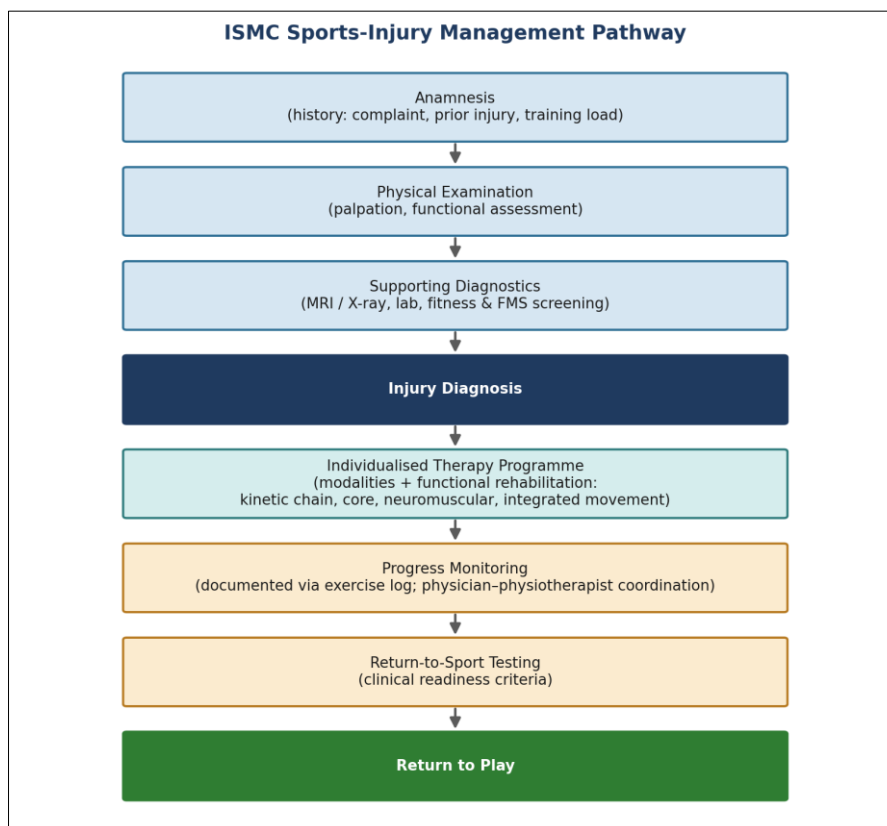 ISMC Sports-Injury Management Pathway
Anamnesis
(history: complaint, prior injury, training load)
Physical Examination
(palpation, functional assessment)
Supporting Diagnostics
(MRI / X-ray, lab, fitness & FMS screening)
Injury Diagnosis
Individualised Therapy Programme
(modalities + functional rehabilitation:
kinetic chain, core, neuromuscular, integrated movement)
Progress Monitoring
(documented via exercise log; physician–physiotherapist coordination)
Return-to-Sport Testing
(clinical readiness criteria)
Return to Play